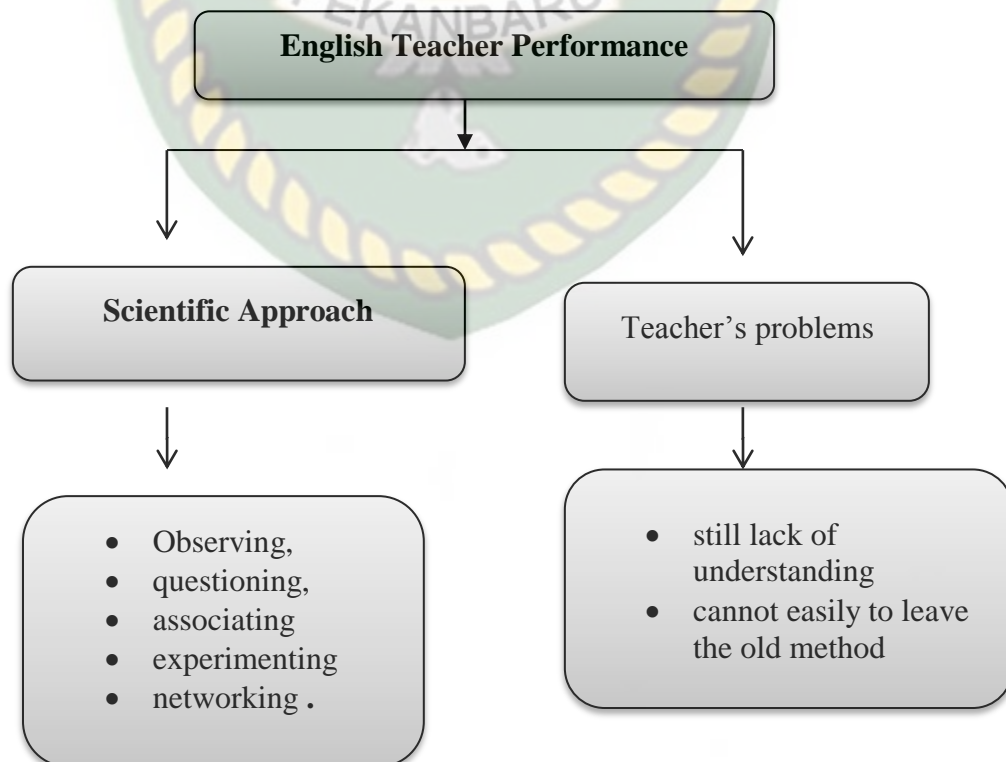 PEKANBARU
English Teacher Performance
Scientific Approach
Teacher’s problems
• Observing,
• questioning,
• associating
• experimenting
• networking .
• still lack of
understanding
• cannot easily to leave
the old method